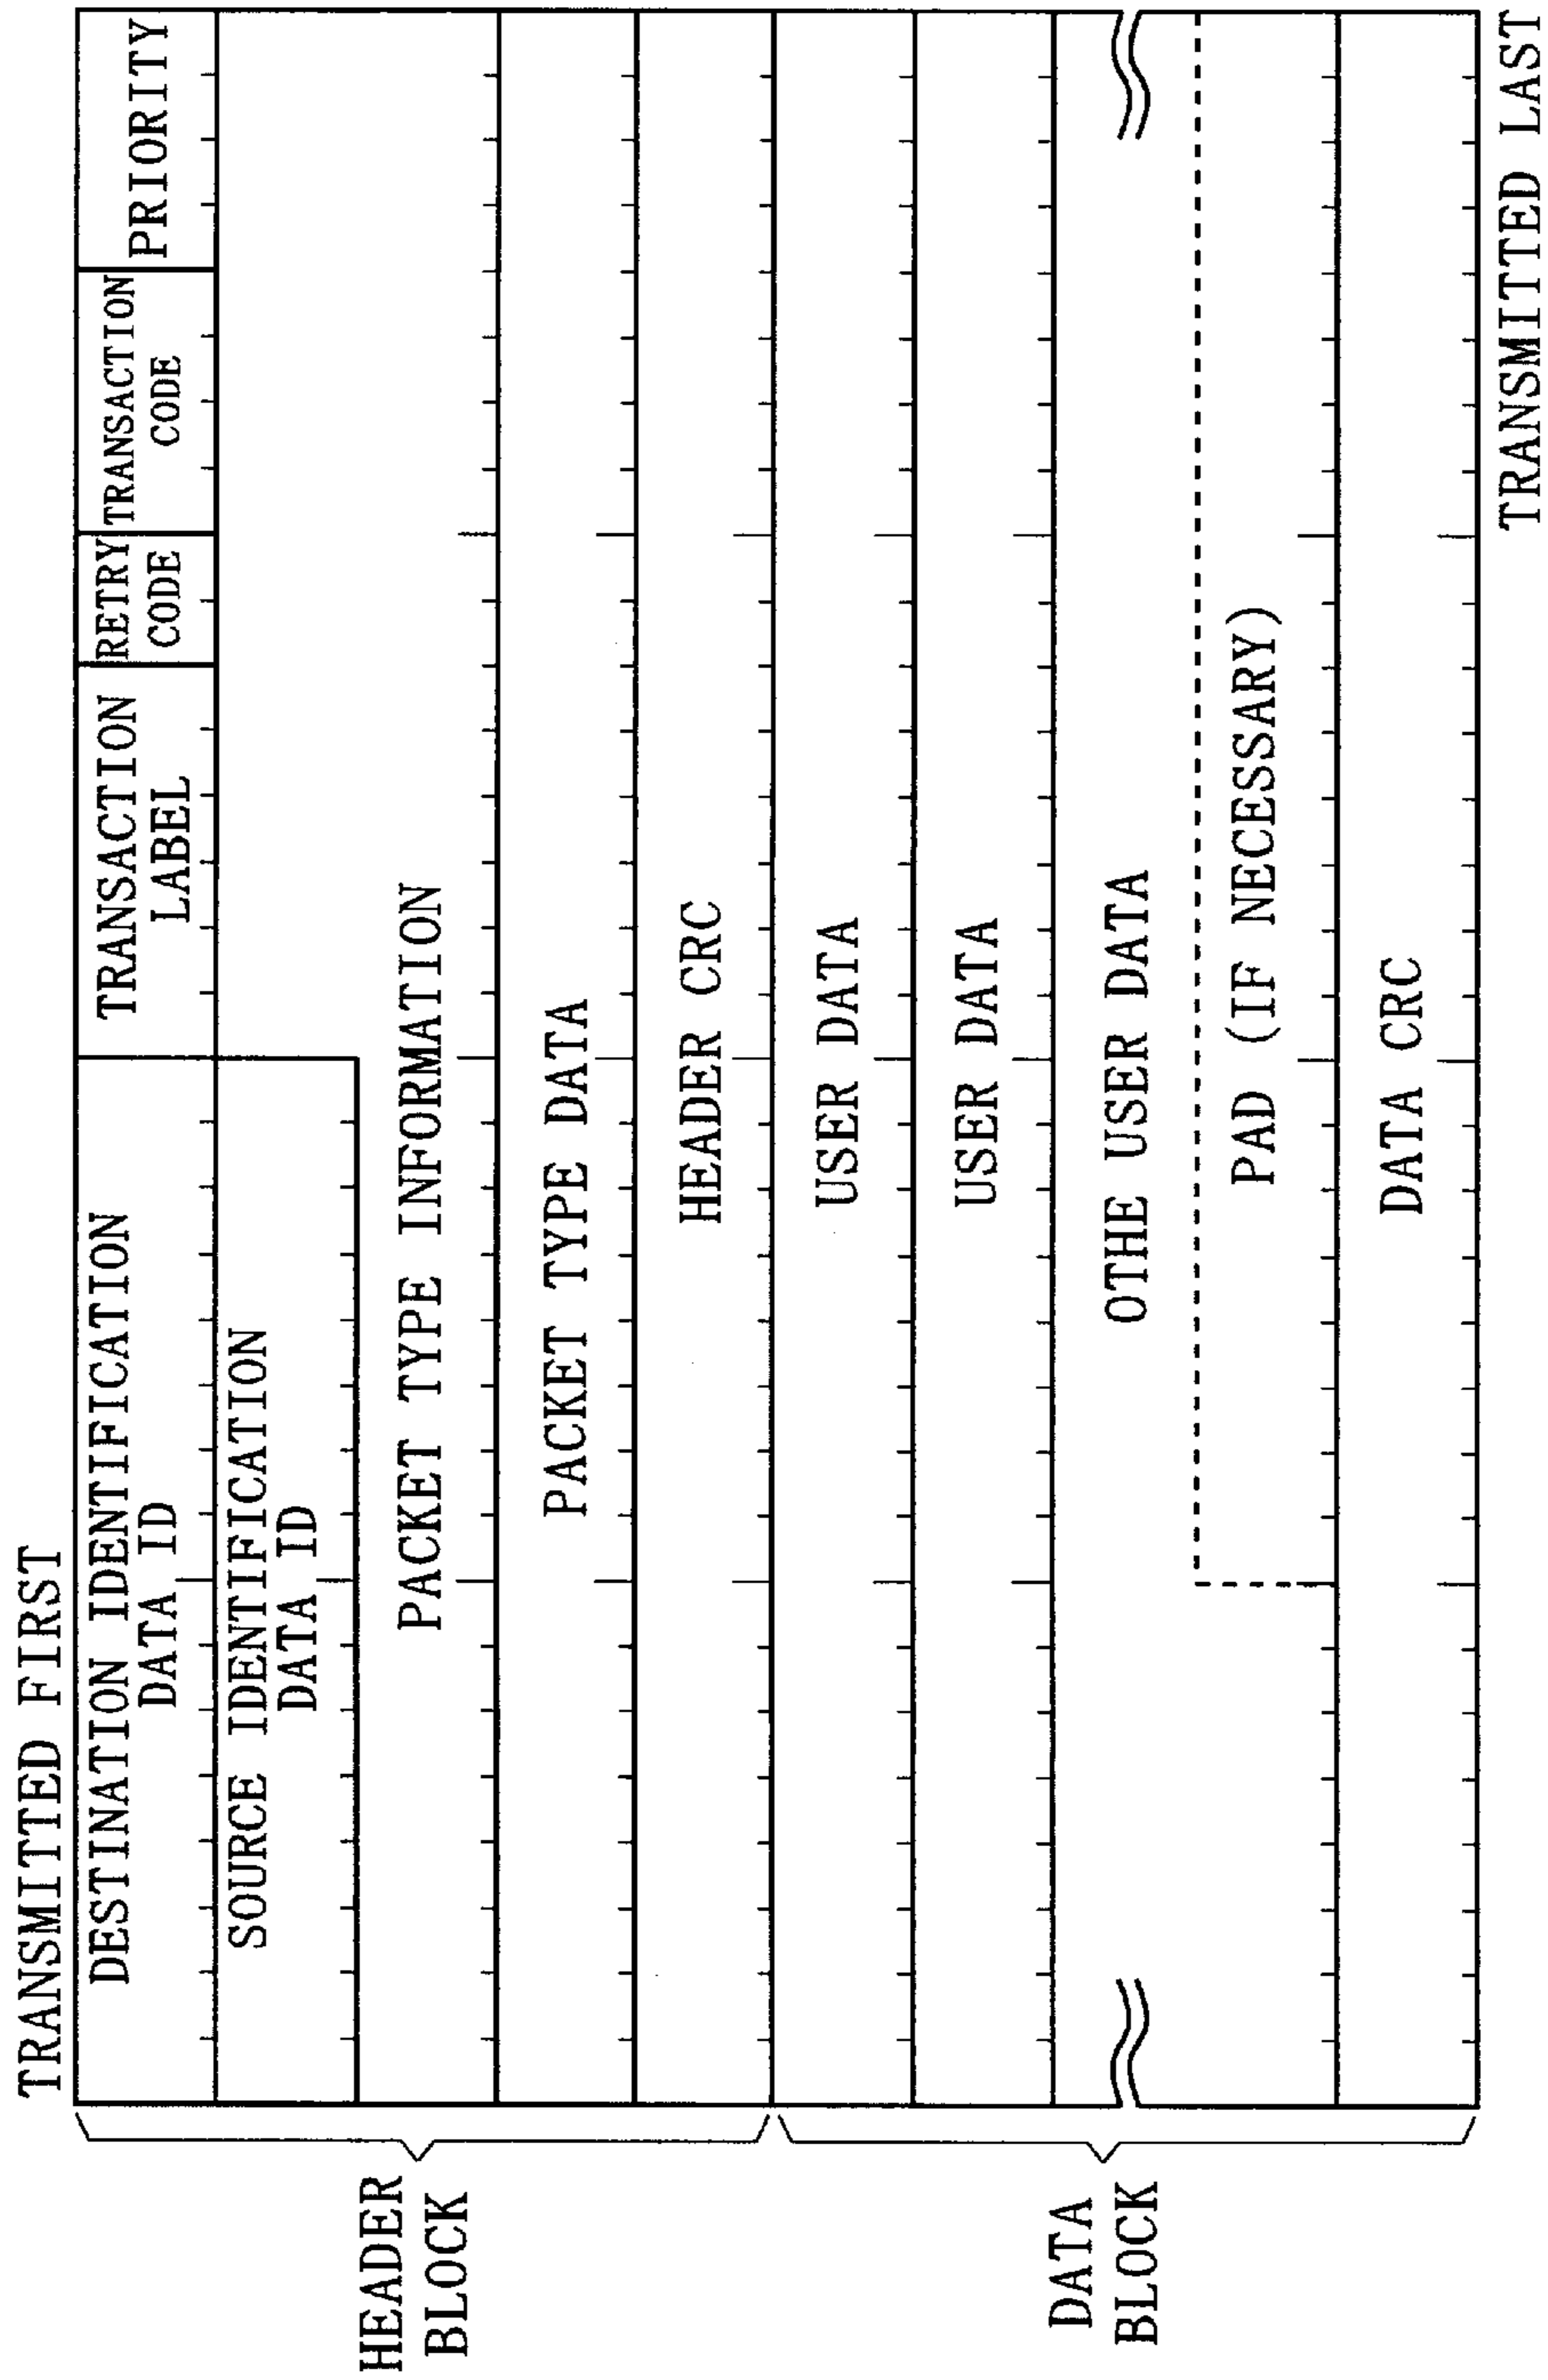 TRANSMITTED FIRST
DESTINATION IDENTIFICATION
DATA ID
TRANSACTION
LABEL
RETRY
CODE
TRANSACTION
CODE
PRIORITY
SOURCE IDENTIFICATION
DATA ID
PACKET TYPE INFORMATION
PACKET TYPE DATA
HEADER CRC
USER DATA
USER DATA
OTHE USER DATA
PAD (IF NECESSARY)
DATA CRC
HEADER
BLOCK
DATA
BLOCK
TRANSMITTED LAST